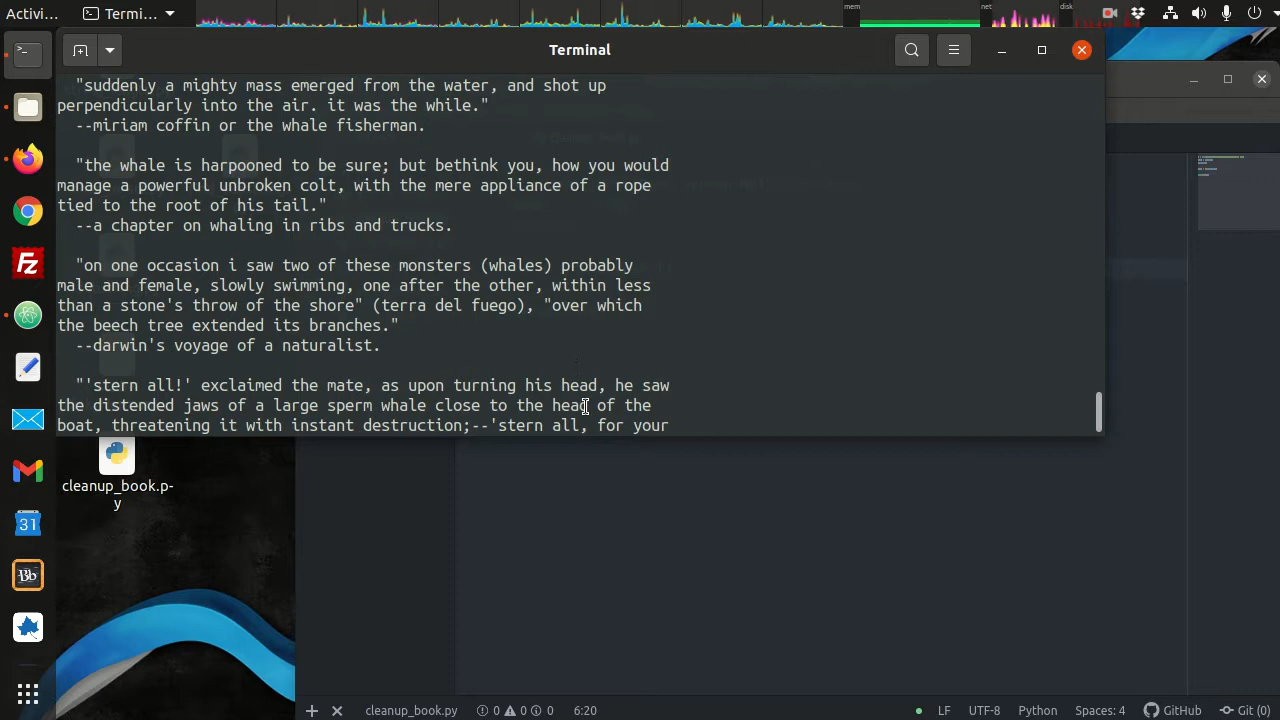 Activi...
Termi...
mem
net
disk
Terminal
"suddenly a mighty mass emerged from the water, and shot up
perpendicularly into the air. it was the while."
--miriam coffin or the whale fisherman.
"the whale is harpooned to be sure; but bethink you, how you would
manage a powerful unbroken colt, with the mere appliance of a rope
tied to the root of his tail."
--a chapter on whaling in ribs and trucks.
"on one occasion i saw two of these monsters (whales) probably
male and female, slowly swimming, one after the other, within less
than a stone's throw of the shore" (terra del fuego), "over which
the beech tree extended its branches."
--darwin's voyage of a naturalist.
"'stern all!' exclaimed the mate, as upon turning his head, he saw
the distended jaws of a large sperm whale close to the head of the
boat, threatening it with instant destruction;--'stern all, for your
cleanup_book.p-
y
Fz
31
Bb
cleanup_book.py
0
0
0
6:20
LF
UTF-8
Python
Spaces: 4
GitHub
Git (0)